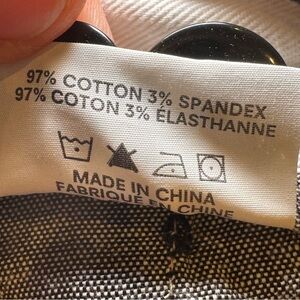 97% COTTON 3% SPANDEX
97% COTON 3% ÉLASTHANNE
MADE IN CHINA
FABRIQUÉ EN CHINE